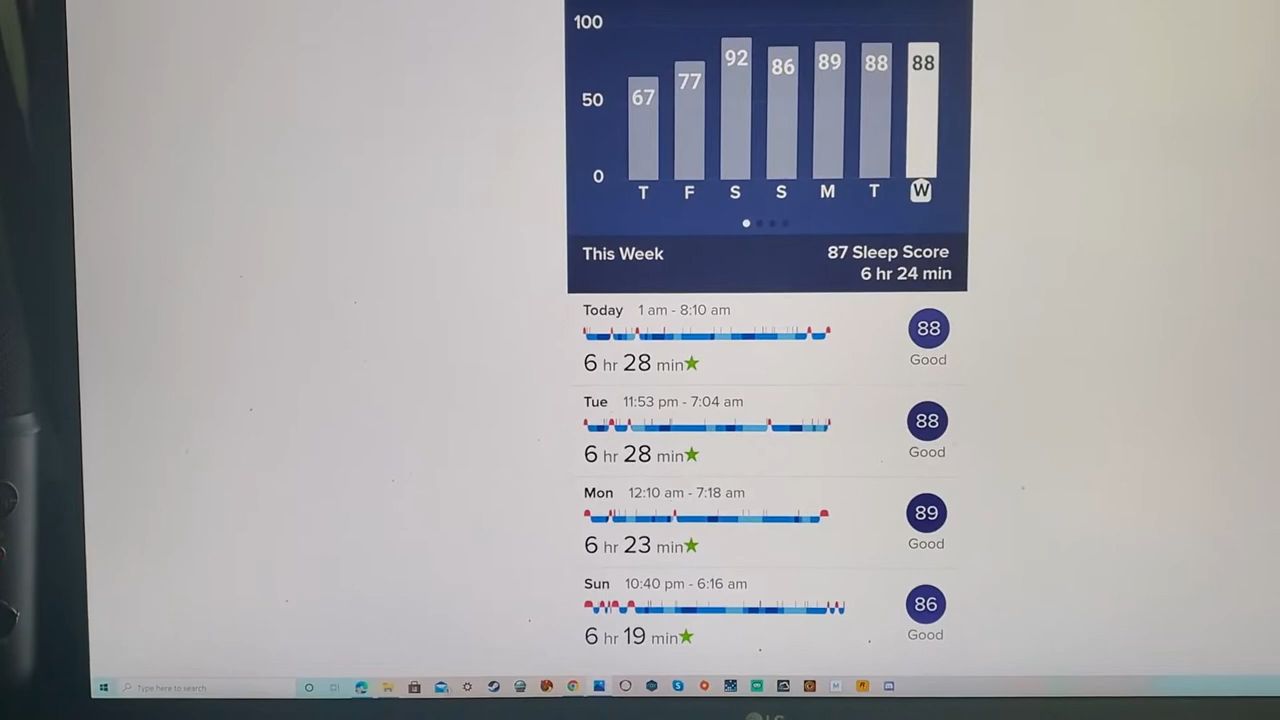 100
50
0
67 77 92 86 89 88 88
T F S S M T W
This Week 87 Sleep Score
6 hr 24 min
Today 1 am - 8:10 am
88
6 hr 28 min
Good
Tue 11:53 pm - 7:04 am
88
6 hr 28 min
Good
Mon 12:10 am - 7:18 am
89
6 hr 23 min
Good
Sun 10:40 pm - 6:16 am
86
6 hr 19 min
Good
Type here to search
LG